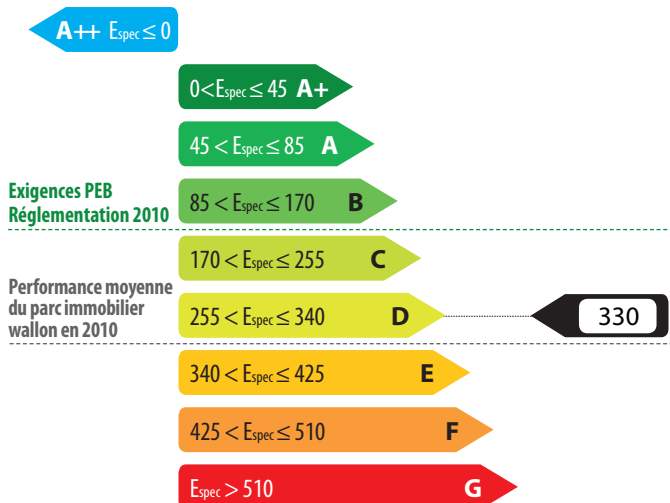 A++ Espec ≤ 0
0<Espec ≤ 45 A+
45 < Espec ≤ 85 A
Exigences PEB
Réglementation 2010
85 < Espec ≤ 170 B
170 < Espec ≤ 255 C
Performance moyenne
du parc immobilier
wallon en 2010
255 < Espec ≤ 340 D
330
340 < Espec ≤ 425 E
425 < Espec ≤ 510 F
Espec > 510 G